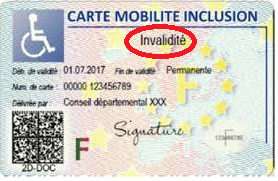 CARTE MOBILITE INCLUSION
Invalidité
Déb. de validité : 01.07.2017 Fin de validité : Permanente
Num. de carte : 00000 123456789
Délivrée par : Conseil départemental XXX
Signature
F
2D-DOC